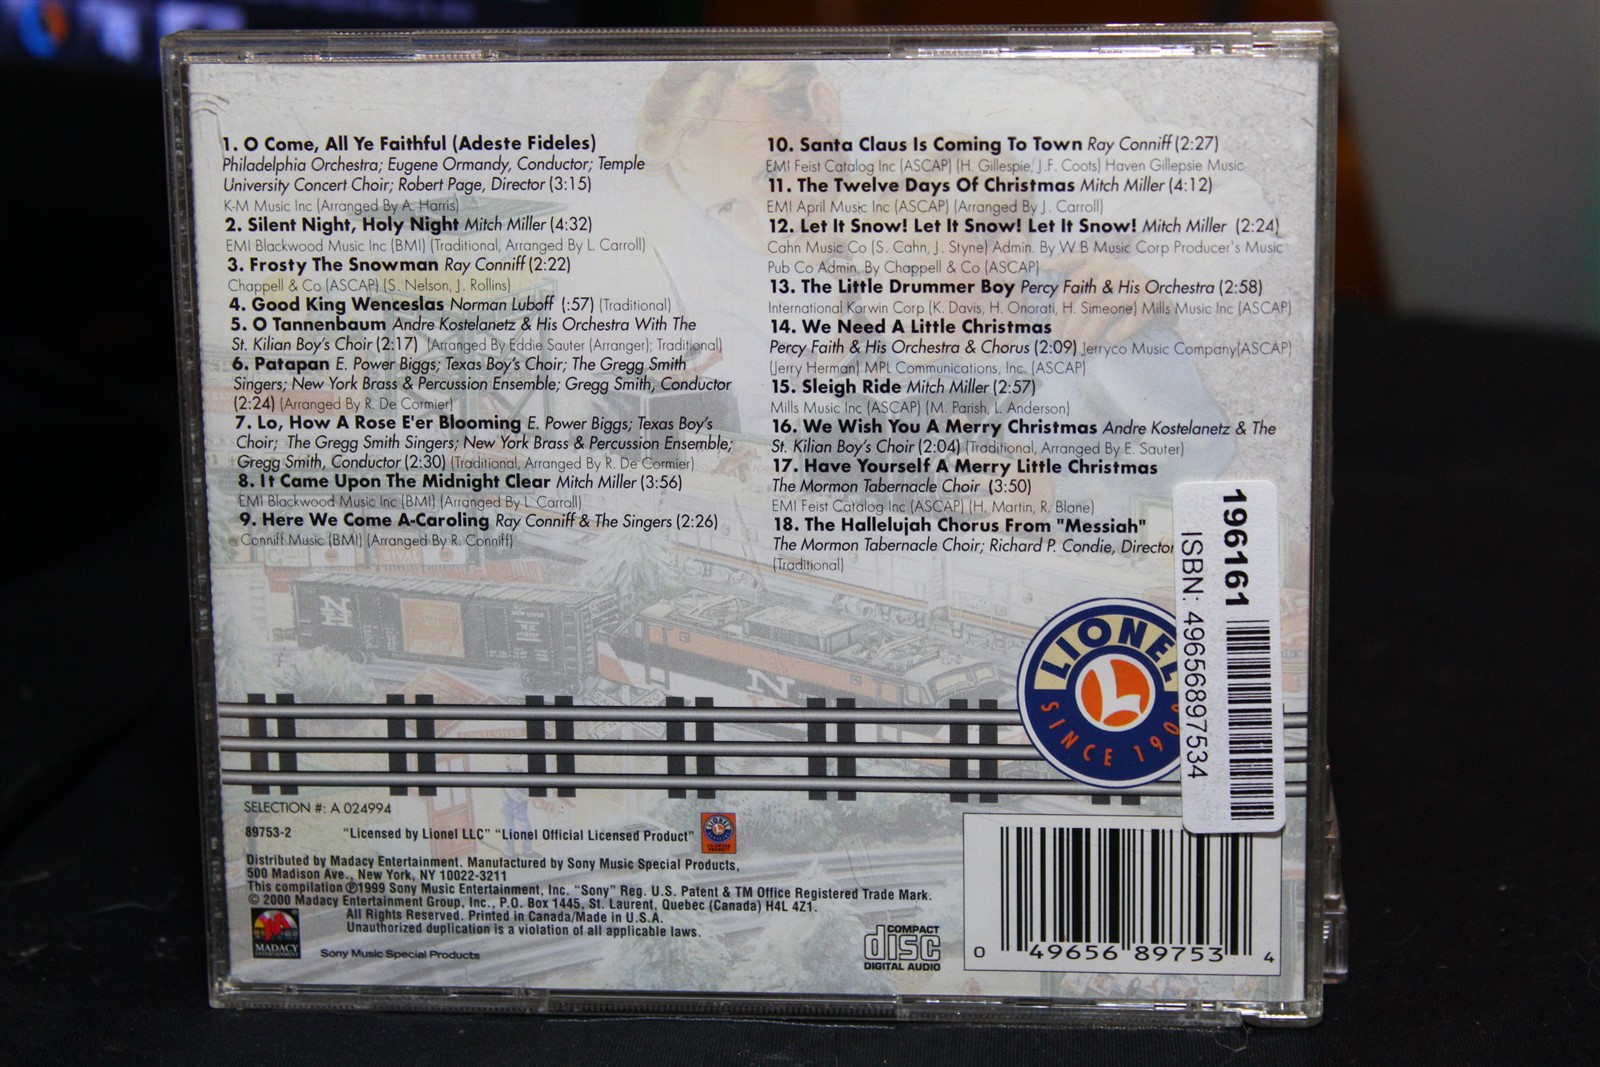 1. O Come, All Ye Faithful (Adeste Fideles)
Philadelphia Orchestra; Eugene Ormandy, Conductor; Temple
University Concert Choir; Robert Page, Director (3:15)
K-M Music Inc (Arranged By A. Harris)
2. Silent Night, Holy Night Mitch Miller (4:32)
EMI Blackwood Music Inc (BMI) (Traditional, Arranged By L. Carroll)
3. Frosty The Snowman Ray Conniff (2:22)
Chappell & Co (ASCAP) (S. Nelson, J. Rollins)
4. Good King Wenceslas Norman Luboff (:57) (Traditional)
5. O Tannenbaum Andre Kostelanetz & His Orchestra With The
St. Kilian Boy's Choir (2:17) (Arranged By Eddie Sauter (Arranger); Traditional)
6. Patapan E. Power Biggs; Texas Boy's Choir; The Gregg Smith
Singers; New York Brass & Percussion Ensemble; Gregg Smith, Conductor
(2:24) (Arranged By R. De Cormier)
7. Lo, How A Rose E'er Blooming E. Power Biggs; Texas Boy's
Choir; The Gregg Smith Singers; New York Brass & Percussion Ensemble;
Gregg Smith, Conductor (2:30) (Traditional, Arranged By R. De Cormier)
8. It Came Upon The Midnight Clear Mitch Miller (3:56)
EMI Blackwood Music Inc (BMI) (Arranged By L. Carroll)
9. Here We Come A-Caroling Ray Conniff & The Singers (2:26)
Conniff Music (BMI) (Arranged By R. Conniff)
10. Santa Claus Is Coming To Town Ray Conniff (2:27)
EMI Feist Catalog Inc (ASCAP) (H. Gillespie, J.F. Coots) Haven Gillepsie Music
11. The Twelve Days Of Christmas Mitch Miller (4:12)
EMI April Music Inc (ASCAP) (Arranged By J. Carroll)
12. Let It Snow! Let It Snow! Let It Snow! Mitch Miller (2:24)
Cahn Music Co (S. Cahn, J. Styne) Admin. By W B Music Corp Producer's Music
Pub Co Admin. By Chappell & Co (ASCAP)
13. The Little Drummer Boy Percy Faith & His Orchestra (2:58)
International Korwin Corp (K. Davis, H. Onorati, H. Simeone) Mills Music Inc (ASCAP)
14. We Need A Little Christmas
Percy Faith & His Orchestra & Chorus (2:09) Jerryco Music Company(ASCAP)
(Jerry Herman) MPL Communications, Inc. (ASCAP)
15. Sleigh Ride Mitch Miller (2:57)
Mills Music Inc (ASCAP) (M. Parish, L. Anderson)
16. We Wish You A Merry Christmas Andre Kostelanetz & The
St. Kilian Boy's Choir (2:04) (Traditional, Arranged By E. Sauter)
17. Have Yourself A Merry Little Christmas
The Mormon Tabernacle Choir (3:50)
EMI Feist Catalog Inc (ASCAP) (H. Martin, R. Blane)
18. The Hallelujah Chorus From "Messiah"
The Mormon Tabernacle Choir; Richard P. Condie, Director
(Traditional)
196161
ISBN: 49656897534
LIONEL
L
SINCE 190
NH
N
SELECTION #: A 024994
89753-2 "Licensed by Lionel LLC" "Lionel Official Licensed Product"
LIONEL
Distributed by Madacy Entertainment. Manufactured by Sony Music Special Products,
500 Madison Ave., New York, NY 10022-3211
This compilation ℗1999 Sony Music Entertainment, Inc. "Sony" Reg. U.S. Patent & TM Office Registered Trade Mark.
© 2000 Madacy Entertainment Group, Inc., P.O. Box 1445, St. Laurent, Quebec (Canada) H4L 4Z1.
All Rights Reserved. Printed in Canada/Made in U.S.A.
Unauthorized duplication is a violation of all applicable laws.
MADACY
ENTERTAINMENT
Sony Music Special Products
COMPACT
disc
DIGITAL AUDIO
0 49656 89753 4